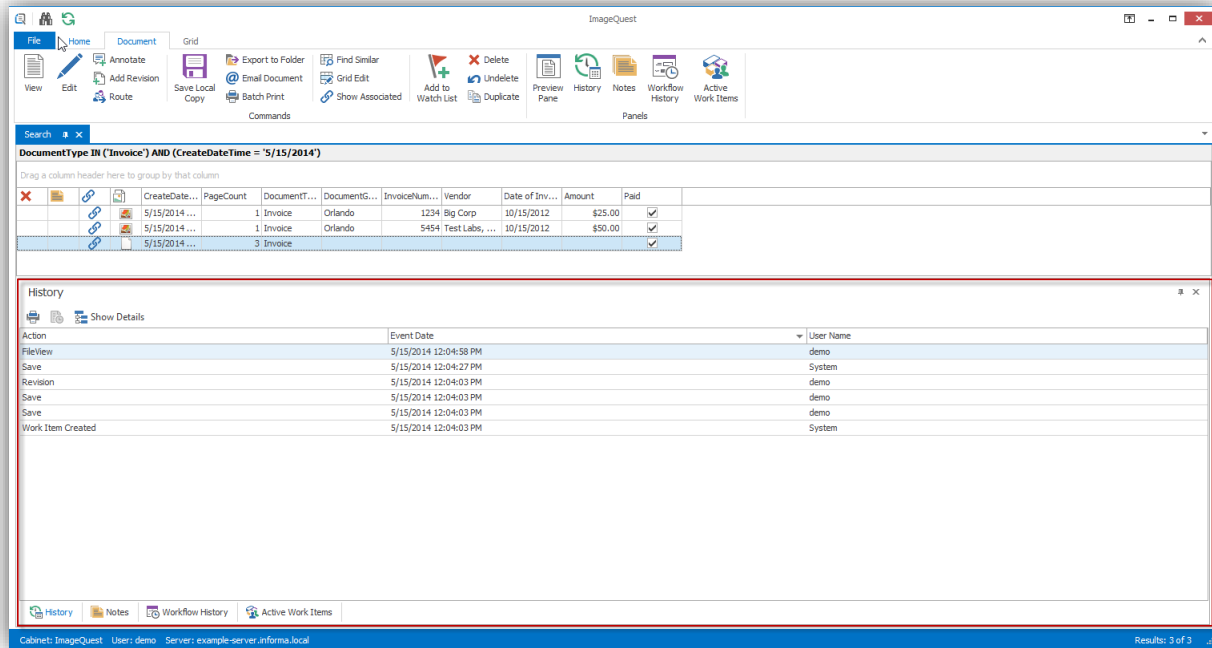 ImageQuest
File Home Document Grid
View
Edit
Annotate
Add Revision
Route
Save Local
Copy
Export to Folder
Email Document
Batch Print
Find Similar
Grid Edit
Show Associated
Add to
Watch List
Delete
Undelete
Duplicate
Commands
Preview
Pane
History
Notes
Workflow
History
Active
Work Items
Panels
Search
DocumentType IN ('Invoice') AND (CreateDateTime = '5/15/2014')
Drag a column header here to group by that column
CreateDate... PageCount DocumentT... DocumentG... InvoiceNum... Vendor Date of Inv... Amount Paid
5/15/2014 ... 1 Invoice Orlando 1234 Big Corp 10/15/2012 $25.00
5/15/2014 ... 1 Invoice Orlando 5454 Test Labs, ... 10/15/2012 $50.00
5/15/2014 ... 3 Invoice
History
Show Details
Action Event Date User Name
FileView 5/15/2014 12:04:58 PM demo
Save 5/15/2014 12:04:27 PM System
Revision 5/15/2014 12:04:03 PM demo
Save 5/15/2014 12:04:03 PM demo
Save 5/15/2014 12:04:03 PM demo
Work Item Created 5/15/2014 12:04:03 PM System
History Notes Workflow History Active Work Items
Cabinet: ImageQuest User: demo Server: example-server.informa.local Results: 3 of 3